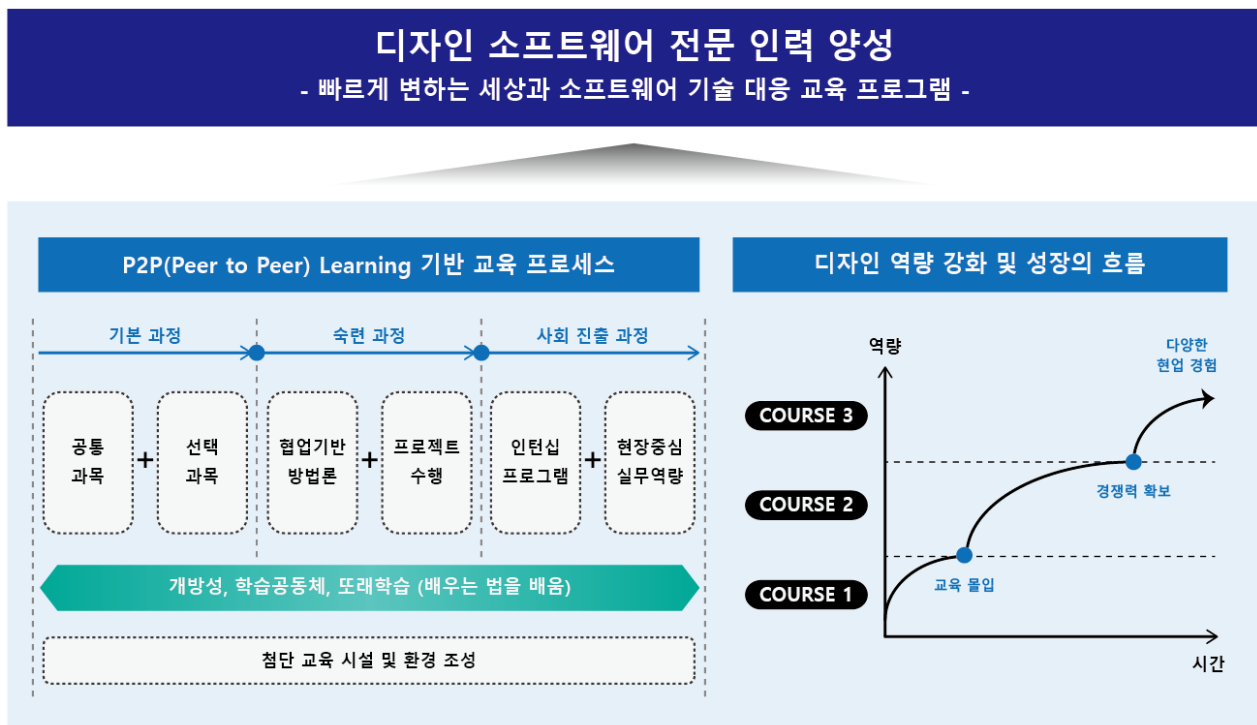 디자인 소프트웨어 전문 인력 양성
- 빠르게 변하는 세상과 소프트웨어 기술 대응 교육 프로그램 -
P2P(Peer to Peer) Learning 기반 교육 프로세스
기본 과정
숙련 과정
사회 진출 과정
공통
과목
+
선택
과목
협업기반
방법론
+
프로젝트
수행
인턴십
프로그램
+
현장중심
실무역량
개방성, 학습공동체, 또래학습 (배우는 법을 배움)
첨단 교육 시설 및 환경 조성
디자인 역량 강화 및 성장의 흐름
역량
다양한
현업 경험
COURSE 3
경쟁력 확보
COURSE 2
교육 몰입
COURSE 1
시간